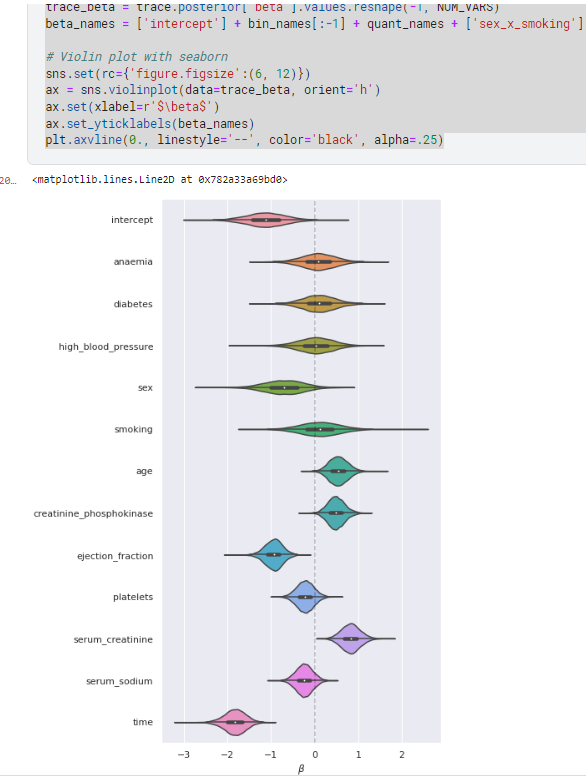 trace_beta = trace.posterior["beta"].values.reshape(-1, NUM_VARS)
beta_names = ['intercept'] + bin_names[:-1] + quant_names + ['sex_x_smoking']
# Violin plot with seaborn
sns.set(rc={'figure.figsize':(6, 12)})
ax = sns.violinplot(data=trace_beta, orient='h')
ax.set(xlabel=r'$\beta$')
ax.set_yticklabels(beta_names)
plt.axvline(0., linestyle='--', color='black', alpha=.25)
20… <matplotlib.lines.Line2D at 0x782a33a69bd0>
intercept
anaemia
diabetes
high_blood_pressure
sex
smoking
age
creatinine_phosphokinase
ejection_fraction
platelets
serum_creatinine
serum_sodium
time
−3 −2 −1 0 1 2
β